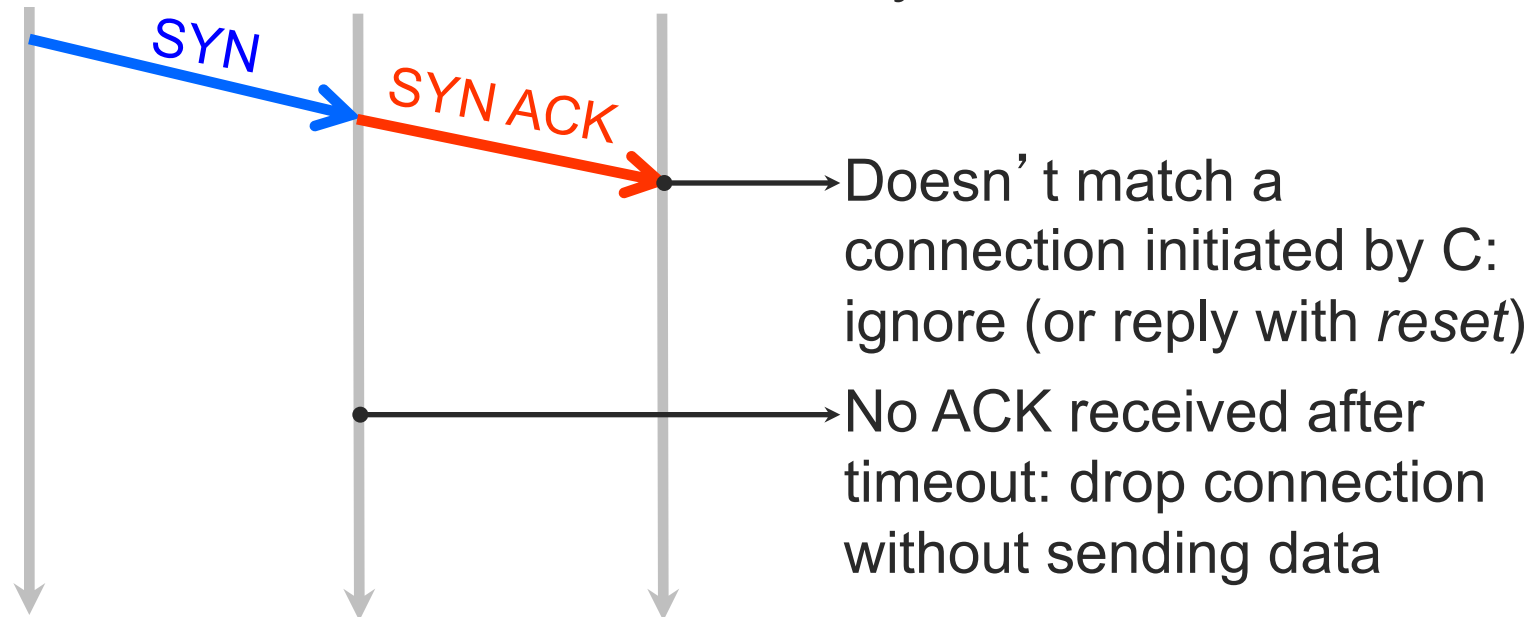 SYN
SYN ACK
Doesn’t match a
connection initiated by C:
ignore (or reply with reset)
No ACK received after
timeout: drop connection
without sending data